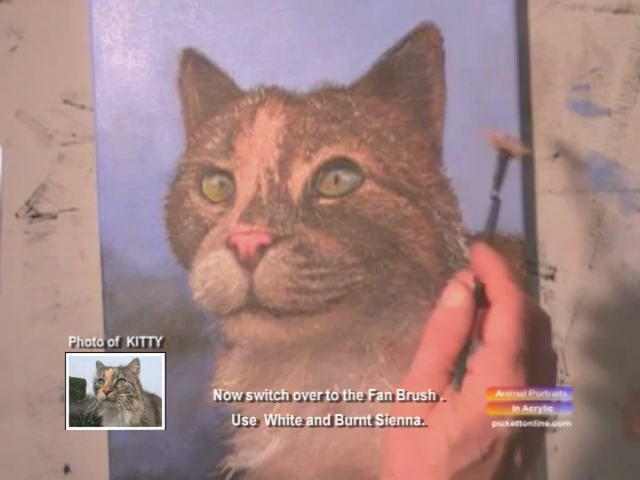 Photo of KITTY
Now switch over to the Fan Brush .
Use White and Burnt Sienna.
Animal Portraits
In Acrylic
pickettonline.com